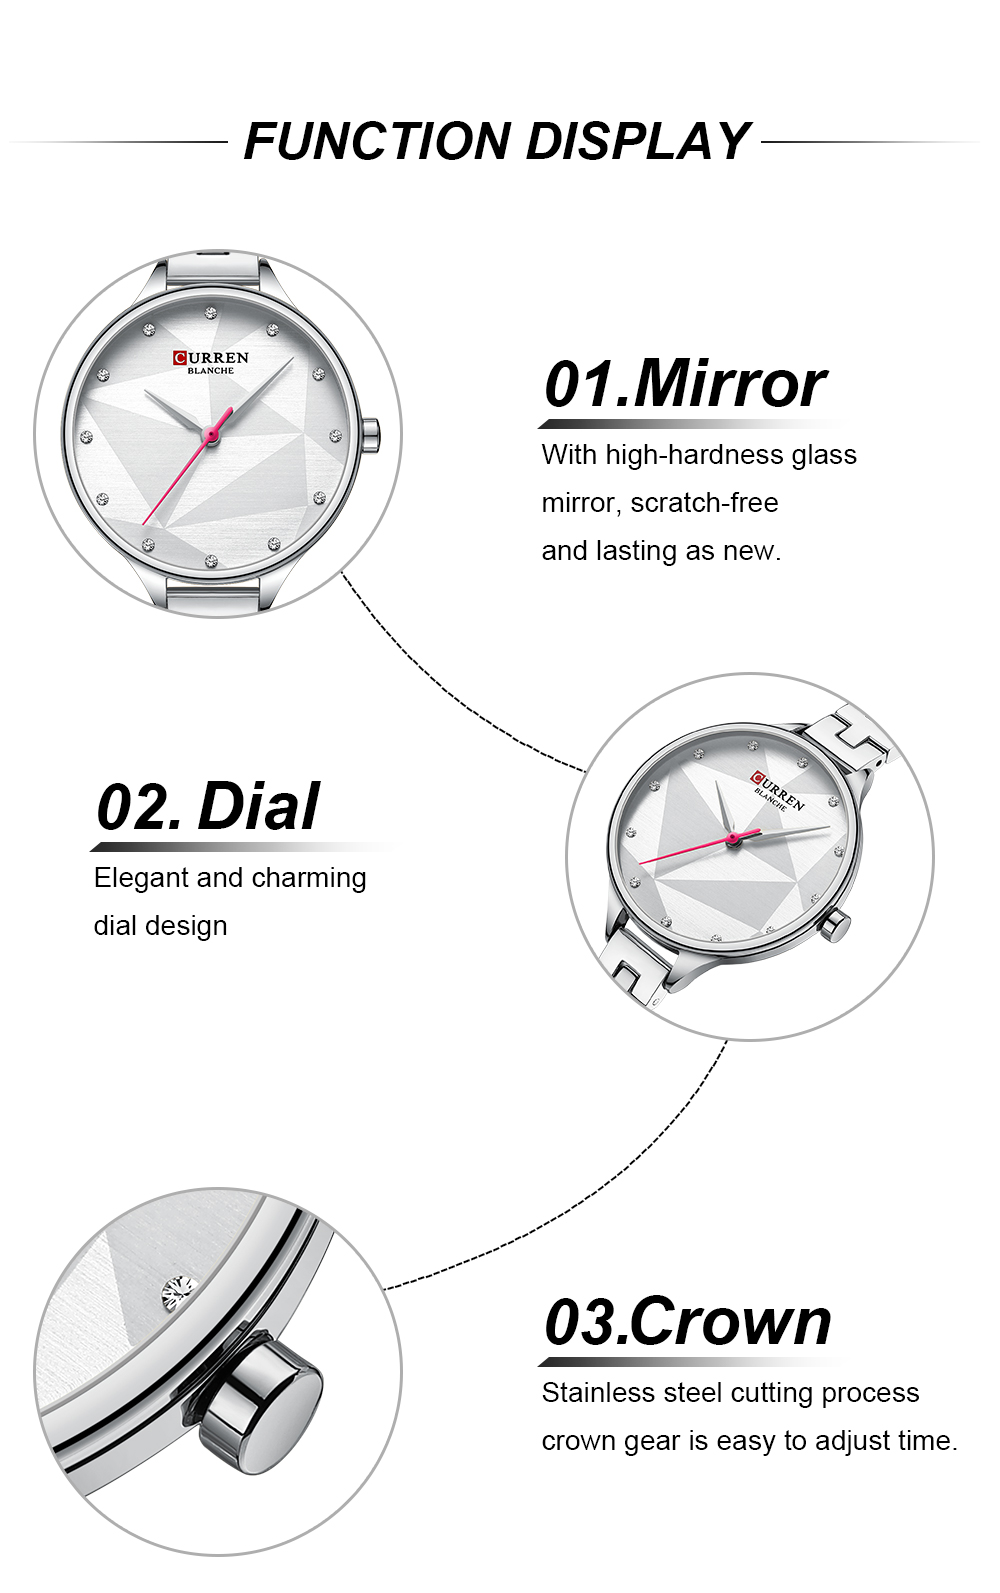 FUNCTION DISPLAY
CURREN
BLANCHE
01.Mirror
With high-hardness glass
mirror, scratch-free
and lasting as new.
CURREN
BLANCHE
02. Dial
Elegant and charming
dial design
03.Crown
Stainless steel cutting process
crown gear is easy to adjust time.